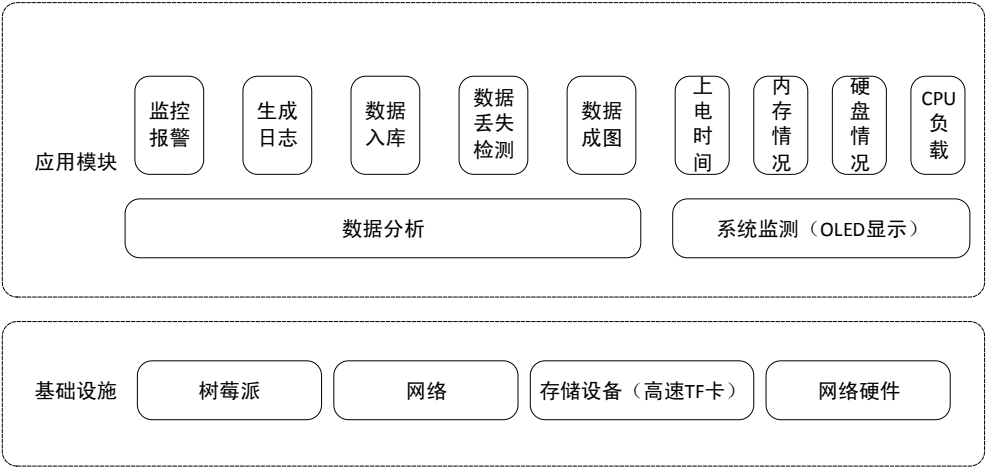 监控
报警
生成
日志
数据
入库
数据
丢失
检测
数据
成图
上
电
时
间
内
存
情
况
硬
盘
情
况
CPU
负
载
应用模块
数据分析
系统监测（OLED显示）
基础设施
树莓派
网络
存储设备（高速TF卡）
网络硬件